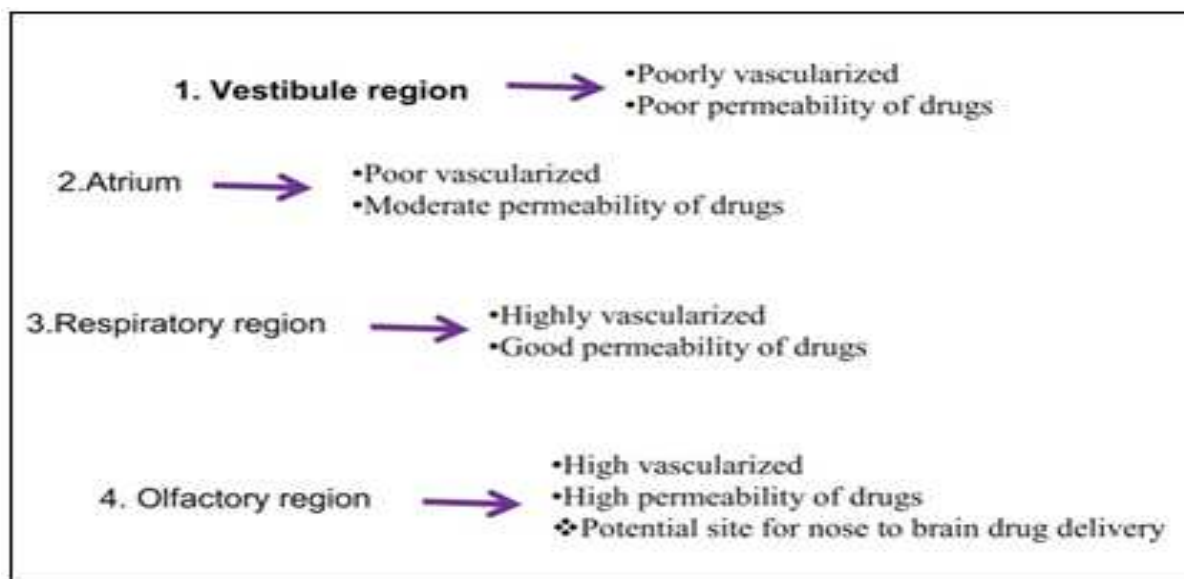 1. Vestibule region
•Poorly vascularized
•Poor permeability of drugs
2.Atrium
•Poor vascularized
•Moderate permeability of drugs
3.Respiratory region
•Highly vascularized
•Good permeability of drugs
4. Olfactory region
•High vascularized
•High permeability of drugs
❖Potential site for nose to brain drug delivery